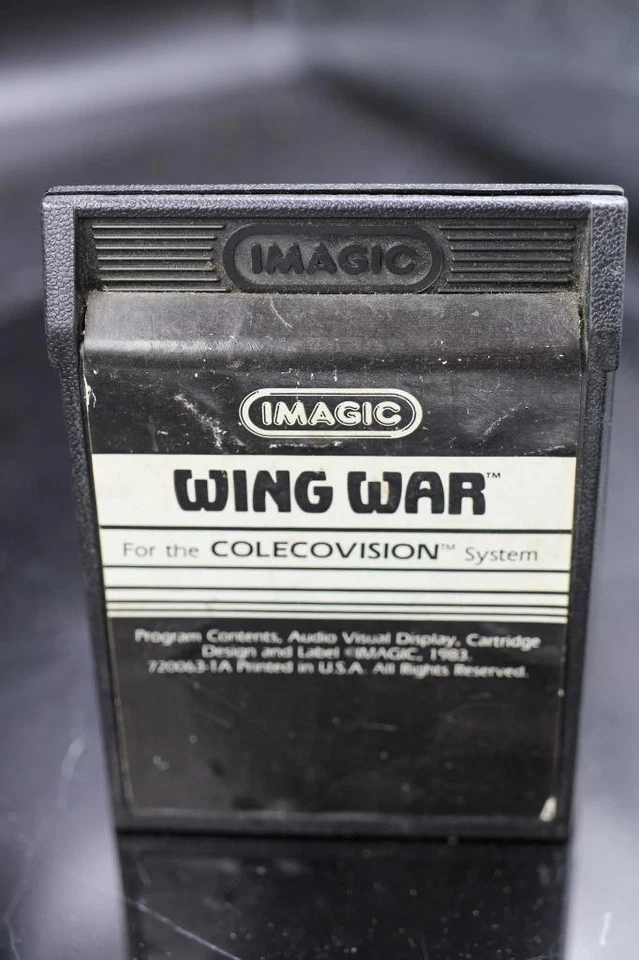 IMAGIC
IMAGIC
WING WAR™
For the COLECOVISION™ System
Program Contents, Audio Visual Display, Cartridge
Design and Label ©IMAGIC, 1983.
720063-1A Printed in U.S.A. All Rights Reserved.